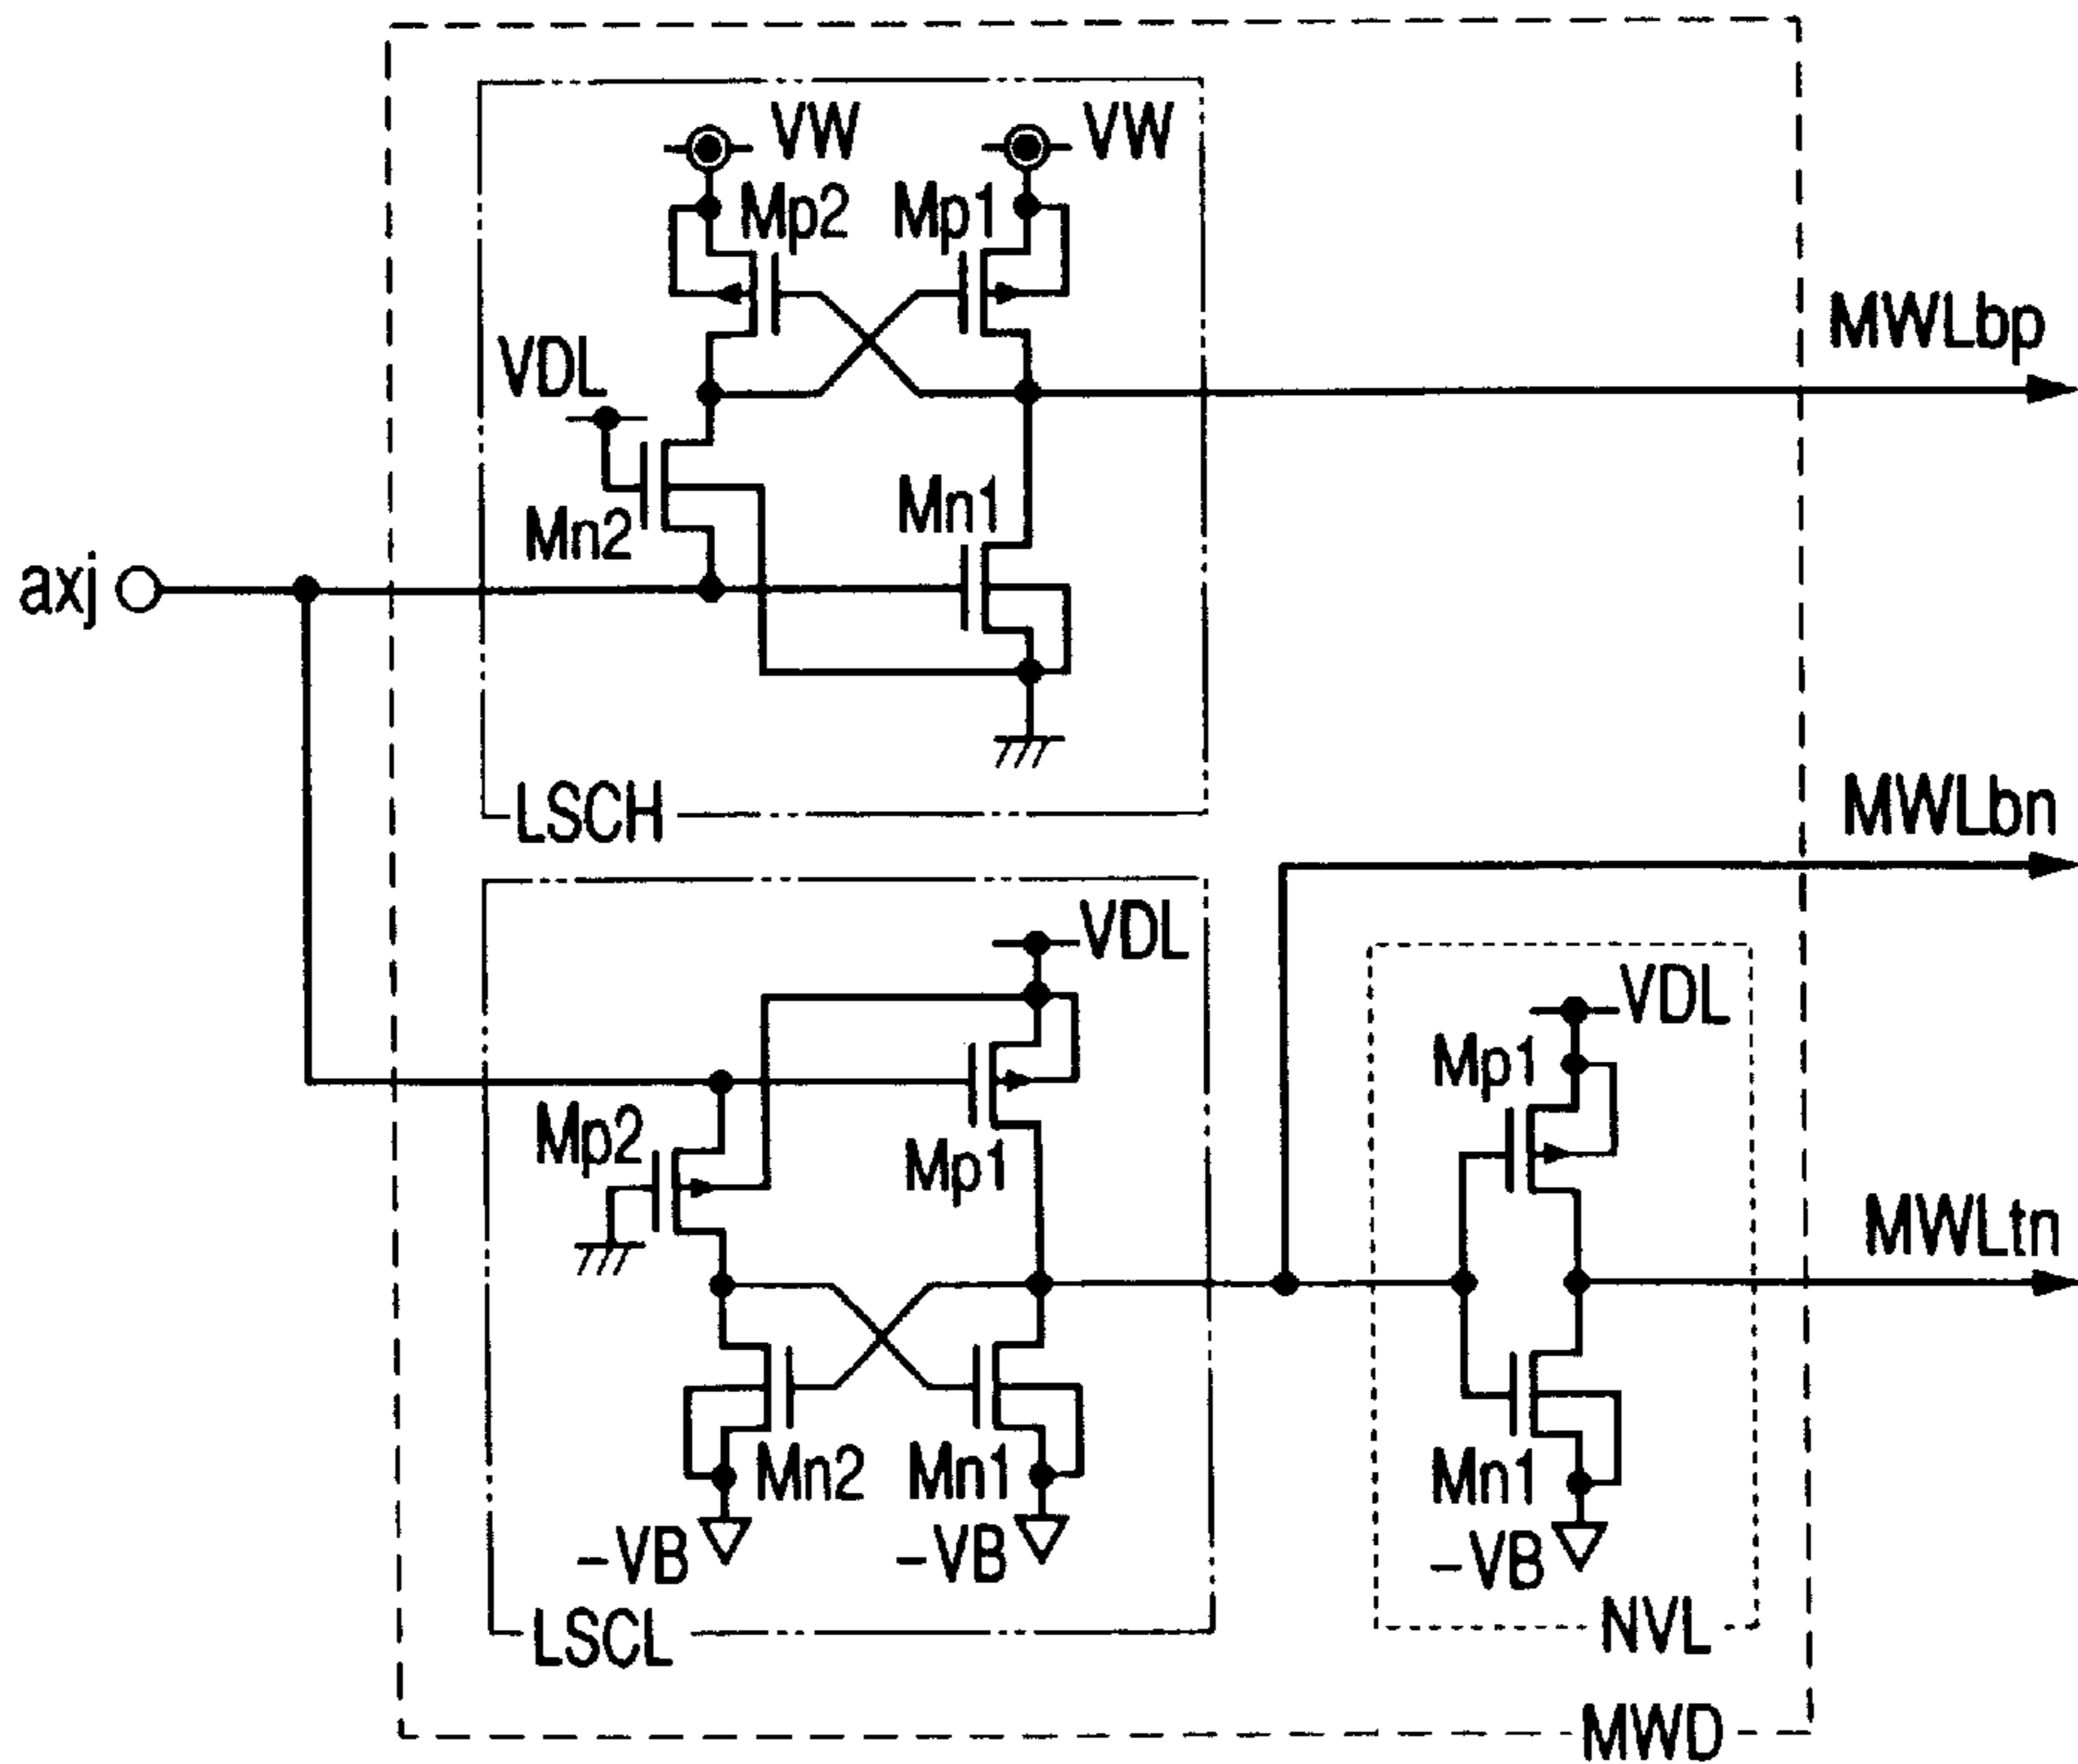 VW VW
Mp2 Mp1
MWLbp
VDL
Mn1
Mn2
axj
LSCH
MWLbn
VDL
VDL
Mp1
Mp2
Mp1
MWLtn
Mn2 Mn1 Mn1
-VB -VB -VB
LSCL
NVL
MWD